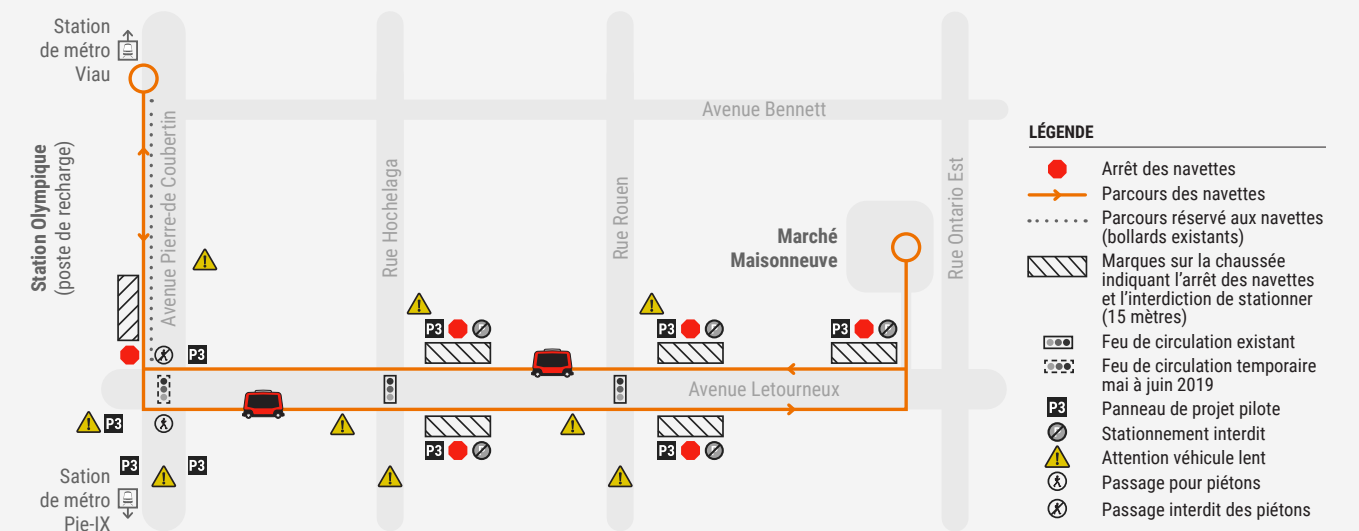 Station
de métro
Viau
Station Olympique
(poste de recharge)
Avenue Pierre-de Coubertin
Avenue Bennett
Rue Hochelaga
Rue Rouen
Marché
Maisonneuve
Rue Ontario Est
P3
P3
P3
P3
Avenue Letourneux
P3
P3
P3
P3
P3
Sation
de métro
Pie-IX
LÉGENDE
Arrêt des navettes
Parcours des navettes
Parcours réservé aux navettes
(bollards existants)
Marques sur la chaussée
indiquant l'arrêt des navettes
et l'interdiction de stationner
(15 mètres)
Feu de circulation existant
Feu de circulation temporaire
mai à juin 2019
P3 Panneau de projet pilote
Stationnement interdit
Attention véhicule lent
Passage pour piétons
Passage interdit des piétons